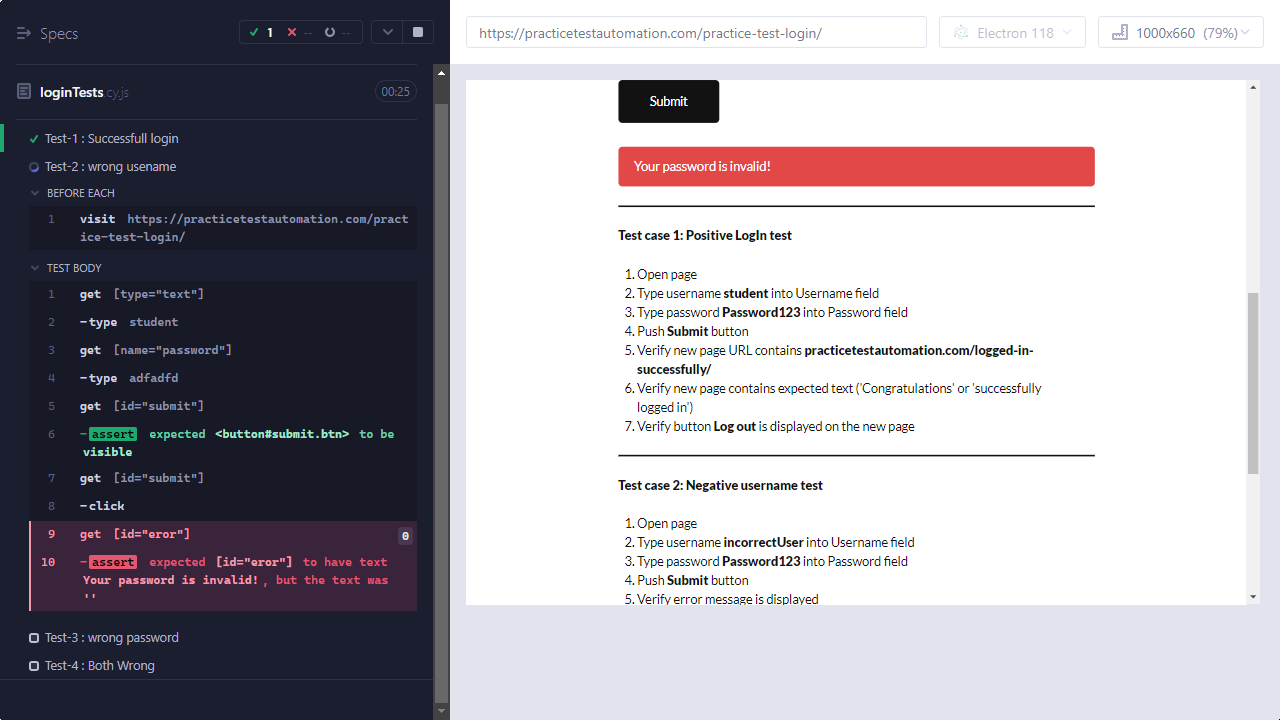 Specs
1
--
--
loginTests.cy.js
00:25
Test-1 : Successfull login
Test-2 : wrong usename
BEFORE EACH
1 visit https://practicetestautomation.com/pract
ice-test-login/
TEST BODY
1 get [type="text"]
2 -type student
3 get [name="password"]
4 -type adfadfd
5 get [id="submit"]
6 -assert expected <button#submit.btn> to be
visible
7 get [id="submit"]
8 -click
9 get [id="eror"] 0
10 -assert expected [id="eror"] to have text
Your password is invalid!, but the text was
''
Test-3 : wrong password
Test-4 : Both Wrong
https://practicetestautomation.com/practice-test-login/
Electron 118
1000x660 (79%)
Submit
Your password is invalid!
Test case 1: Positive LogIn test
1. Open page
2. Type username student into Username field
3. Type password Password123 into Password field
4. Push Submit button
5. Verify new page URL contains practicetestautomation.com/logged-in-
successfully/
6. Verify new page contains expected text ('Congratulations' or 'successfully
logged in')
7. Verify button Log out is displayed on the new page
Test case 2: Negative username test
1. Open page
2. Type username incorrectUser into Username field
3. Type password Password123 into Password field
4. Push Submit button
5. Verify error message is displayed